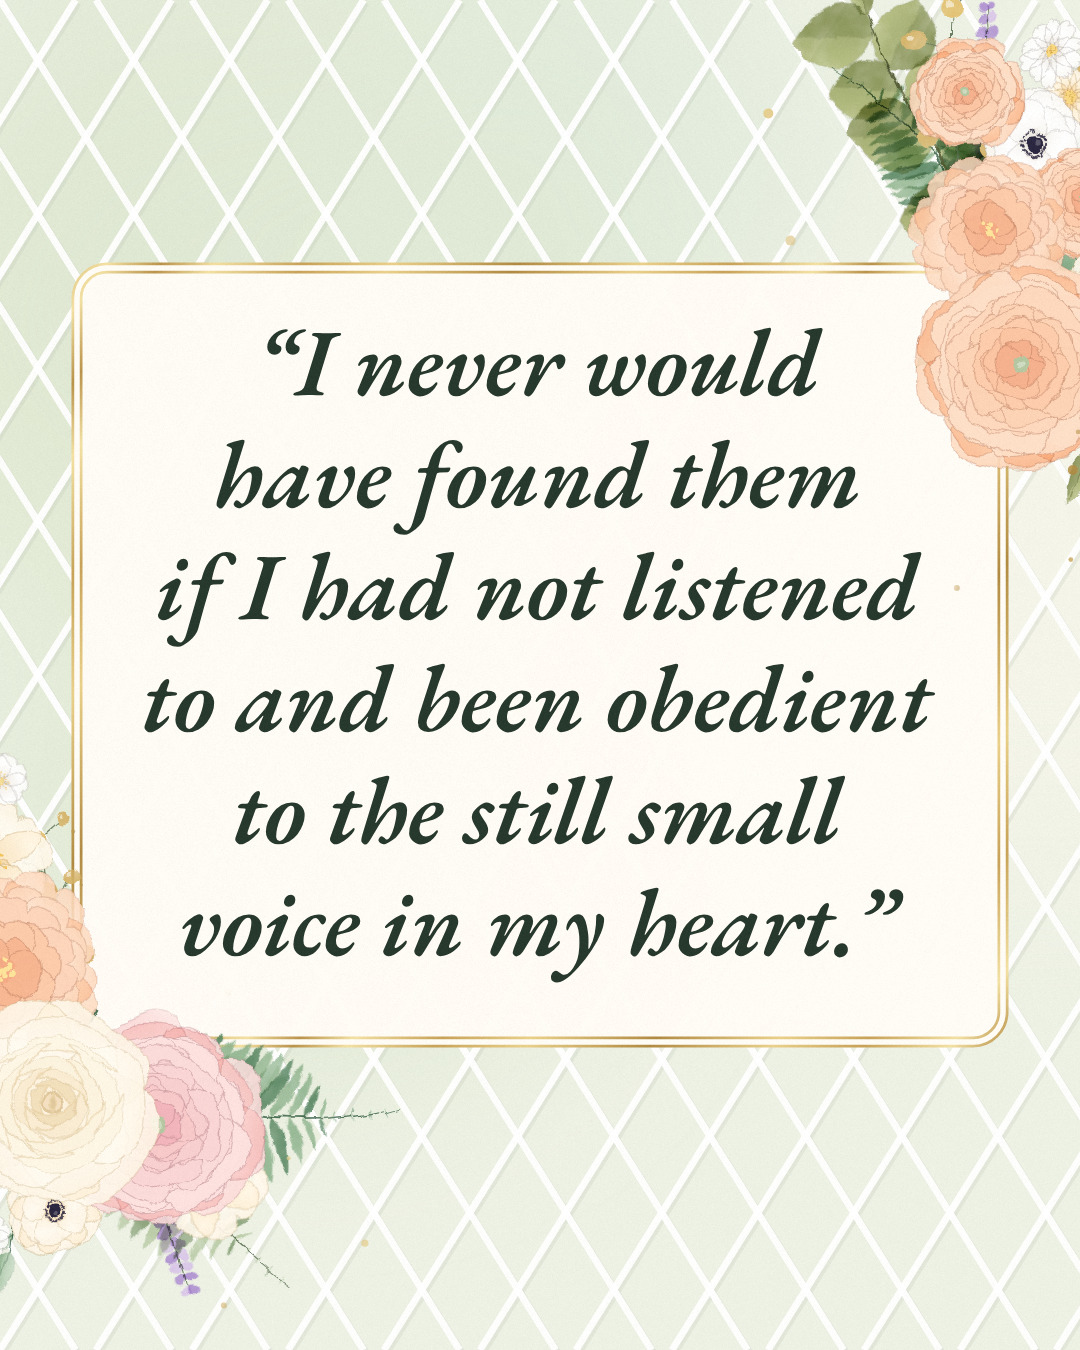 “I never would
have found them
if I had not listened
to and been obedient
to the still small
voice in my heart.”